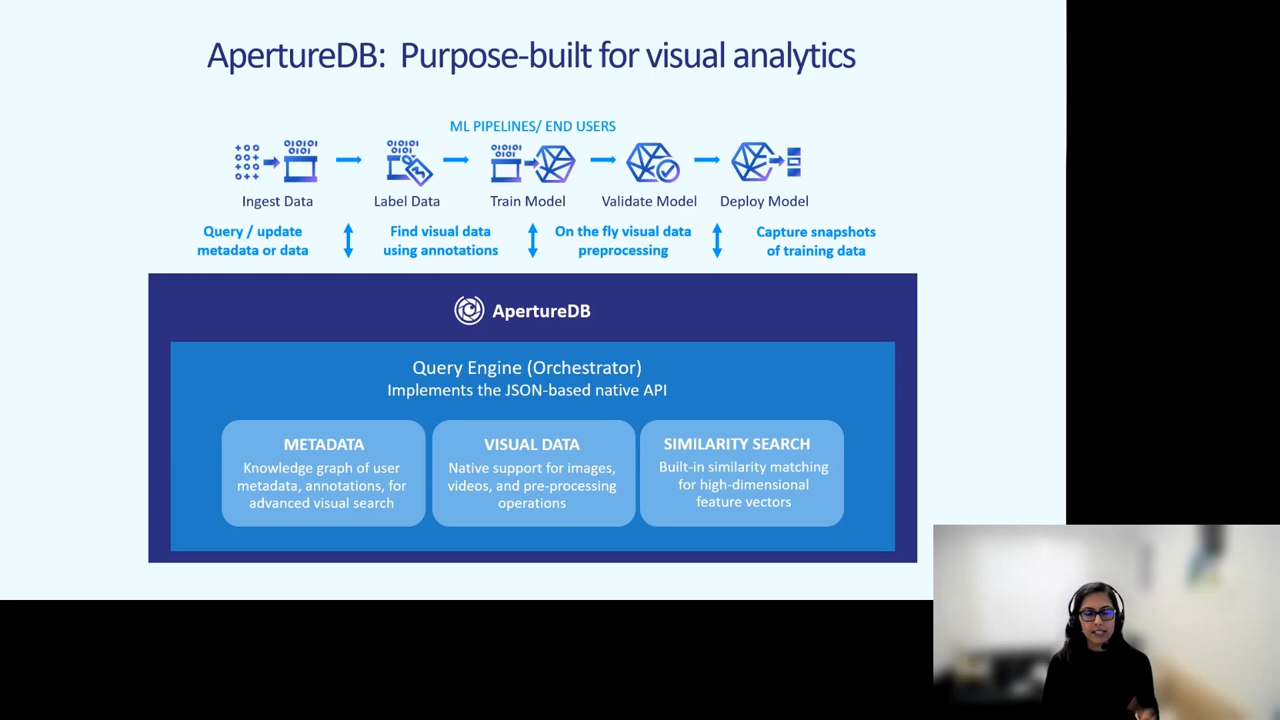 ApertureDB: Purpose-built for visual analytics
ML PIPELINES/ END USERS
Ingest Data
Label Data
Train Model
Validate Model
Deploy Model
Query / update
metadata or data
Find visual data
using annotations
On the fly visual data
preprocessing
Capture snapshots
of training data
ApertureDB
Query Engine (Orchestrator)
Implements the JSON-based native API
METADATA
Knowledge graph of user
metadata, annotations, for
advanced visual search
VISUAL DATA
Native support for images,
videos, and pre-processing
operations
SIMILARITY SEARCH
Built-in similarity matching
for high-dimensional
feature vectors